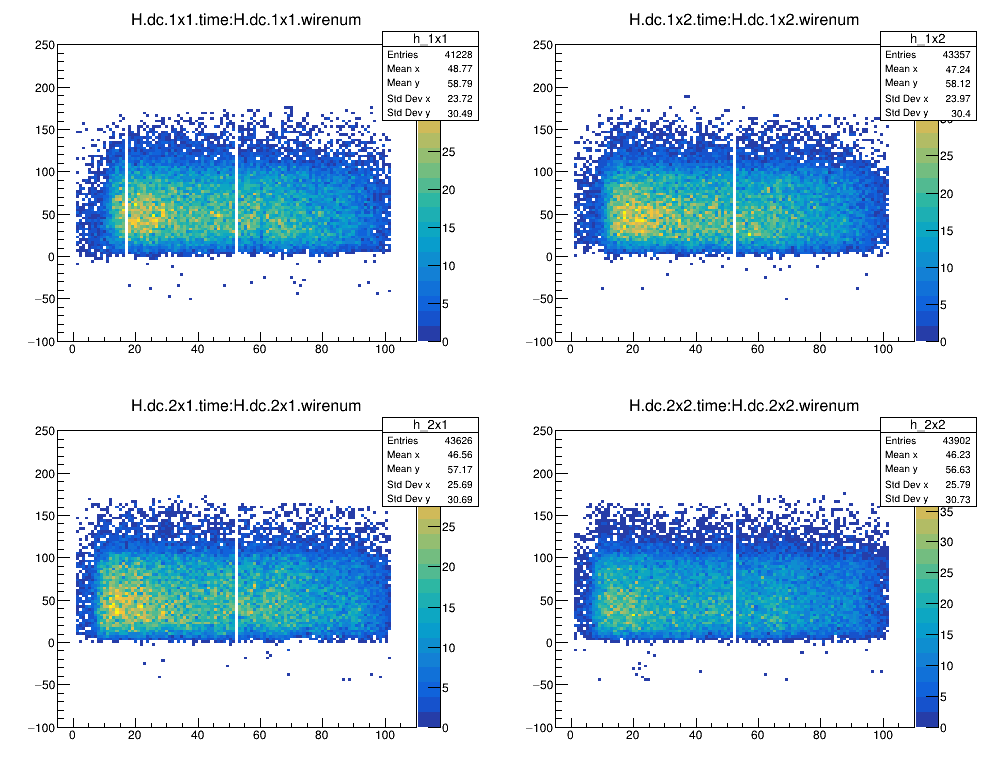 H.dc.1x1.time:H.dc.1x1.wirenum
h_1x1
Entries 41228
Mean x 48.77
Mean y 58.79
Std Dev x 23.72
Std Dev y 30.49
250
200
150
100
50
0
−50
−100
0 20 40 60 80 100
25
20
15
10
5
0
H.dc.1x2.time:H.dc.1x2.wirenum
h_1x2
Entries 43357
Mean x 47.24
Mean y 58.12
Std Dev x 23.97
Std Dev y 30.4
250
200
150
100
50
0
−50
−100
0 20 40 60 80 100
25
20
15
10
5
0
H.dc.2x1.time:H.dc.2x1.wirenum
h_2x1
Entries 43626
Mean x 46.56
Mean y 57.17
Std Dev x 25.69
Std Dev y 30.69
250
200
150
100
50
0
−50
−100
0 20 40 60 80 100
25
20
15
10
5
0
H.dc.2x2.time:H.dc.2x2.wirenum
h_2x2
Entries 43902
Mean x 46.23
Mean y 56.63
Std Dev x 25.79
Std Dev y 30.73
250
200
150
100
50
0
−50
−100
0 20 40 60 80 100
35
30
25
20
15
10
5
0